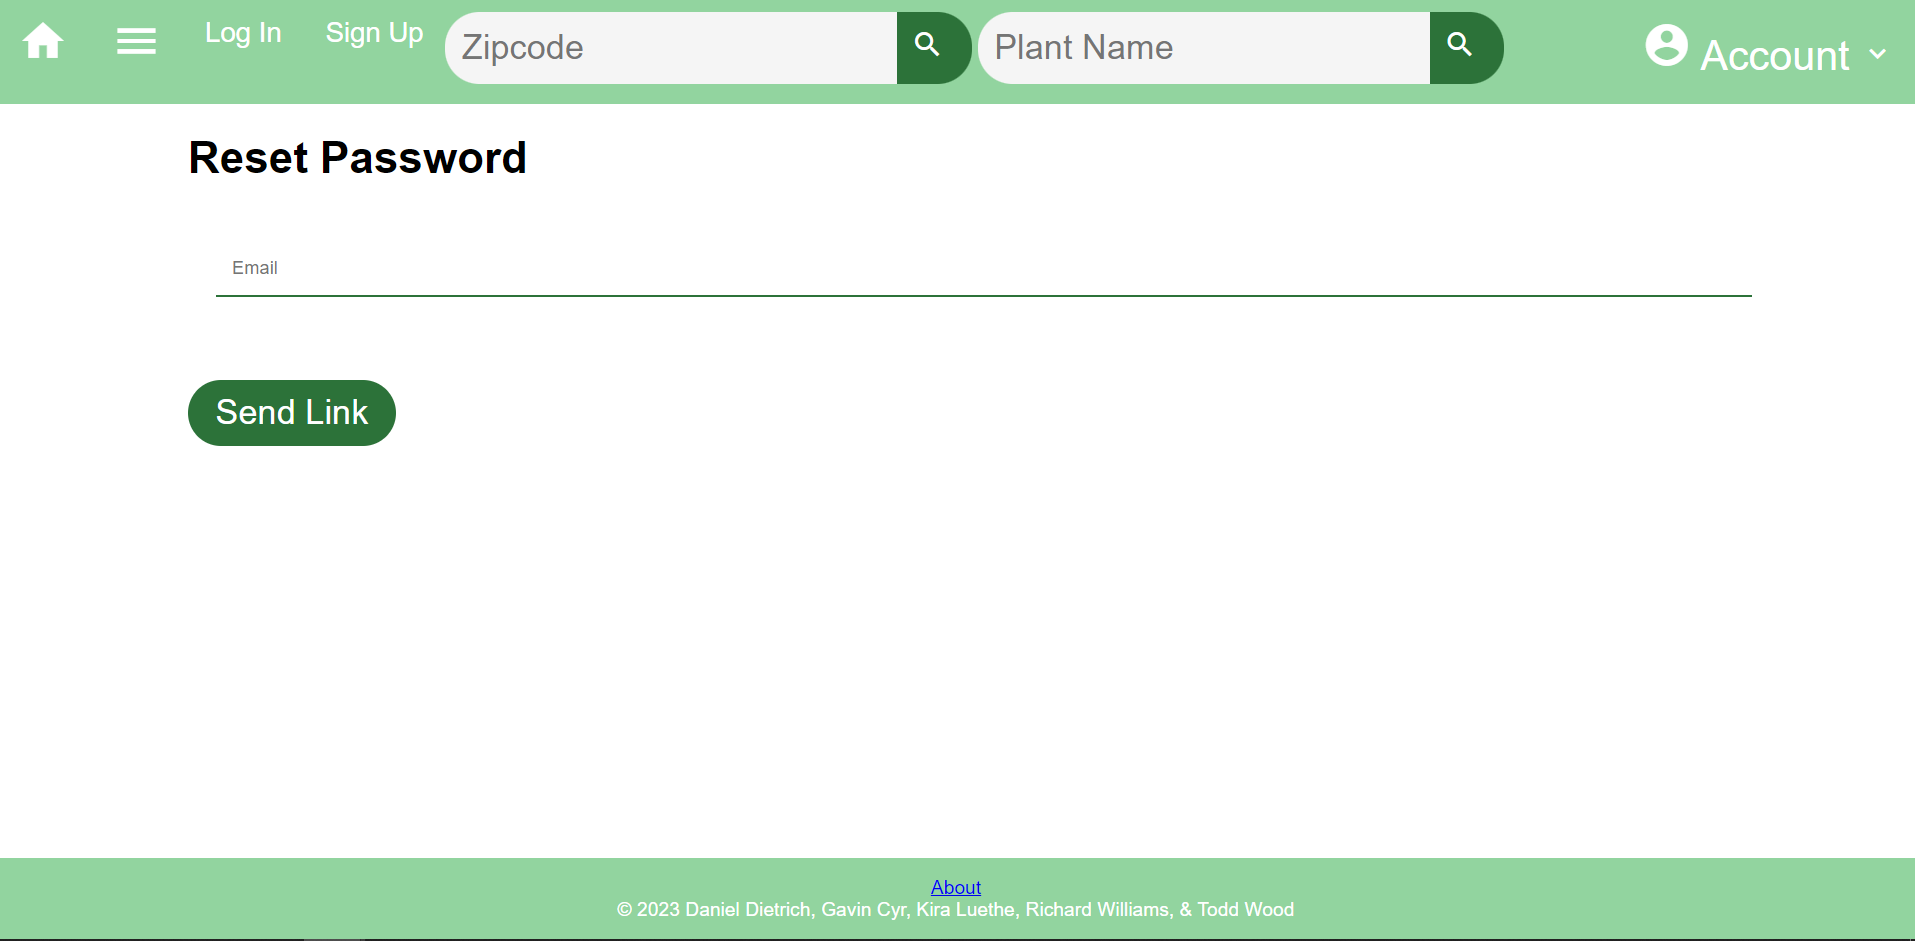 Log In Sign Up Zipcode Plant Name Account
Reset Password
Email
Send Link
About
© 2023 Daniel Dietrich, Gavin Cyr, Kira Luethe, Richard Williams, & Todd Wood